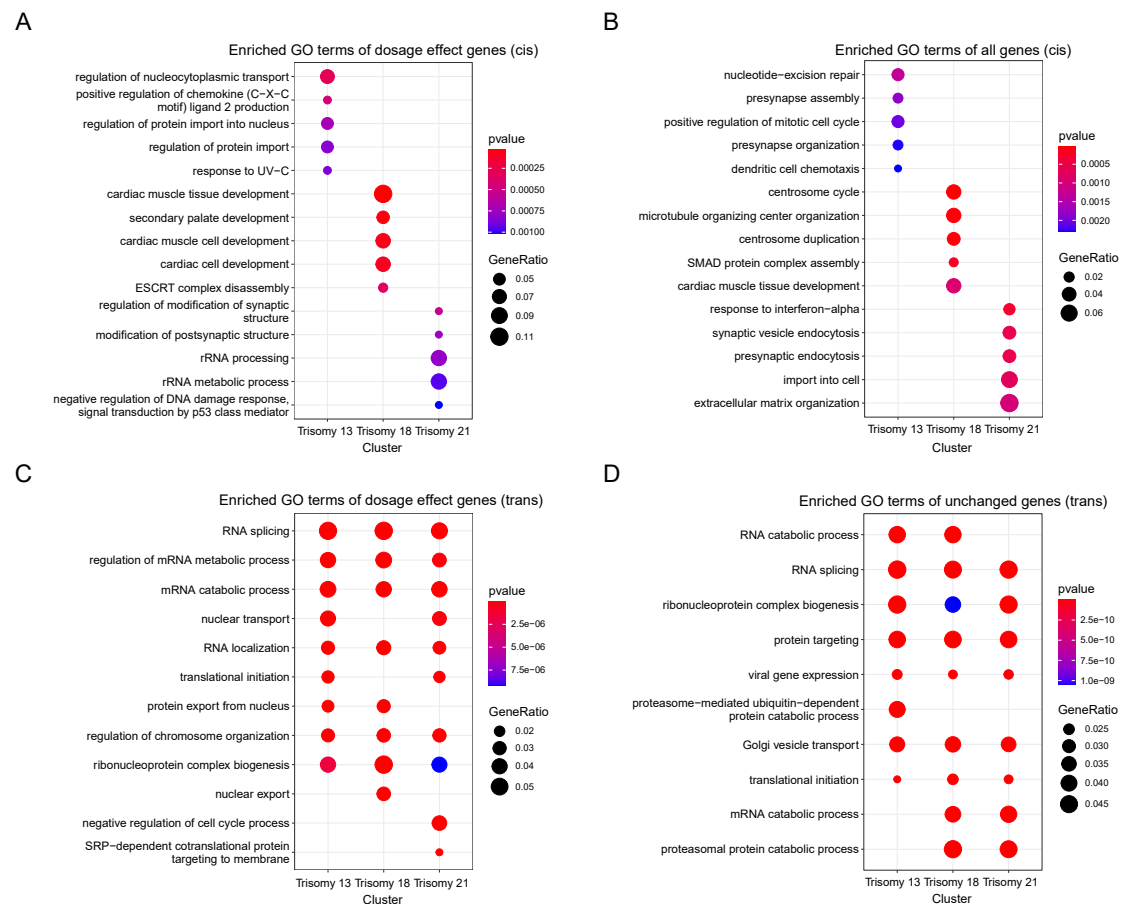 A
Enriched GO terms of dosage effect genes (cis)
regulation of nucleocytoplasmic transport
positive regulation of chemokine (C−X−C
motif) ligand 2 production
regulation of protein import into nucleus
regulation of protein import
response to UV−C
cardiac muscle tissue development
secondary palate development
cardiac muscle cell development
cardiac cell development
ESCRT complex disassembly
regulation of modification of synaptic
structure
modification of postsynaptic structure
rRNA processing
rRNA metabolic process
negative regulation of DNA damage response,
signal transduction by p53 class mediator
Trisomy 13 Trisomy 18 Trisomy 21
Cluster
pvalue
0.00025
0.00050
0.00075
0.00100
GeneRatio
0.05
0.07
0.09
0.11
B
Enriched GO terms of all genes (cis)
nucleotide−excision repair
presynapse assembly
positive regulation of mitotic cell cycle
presynapse organization
dendritic cell chemotaxis
centrosome cycle
microtubule organizing center organization
centrosome duplication
SMAD protein complex assembly
cardiac muscle tissue development
response to interferon−alpha
synaptic vesicle endocytosis
presynaptic endocytosis
import into cell
extracellular matrix organization
Trisomy 13 Trisomy 18 Trisomy 21
Cluster
pvalue
0.0005
0.0010
0.0015
0.0020
GeneRatio
0.02
0.04
0.06
C
Enriched GO terms of dosage effect genes (trans)
RNA splicing
regulation of mRNA metabolic process
mRNA catabolic process
nuclear transport
RNA localization
translational initiation
protein export from nucleus
regulation of chromosome organization
ribonucleoprotein complex biogenesis
nuclear export
negative regulation of cell cycle process
SRP−dependent cotranslational protein
targeting to membrane
Trisomy 13 Trisomy 18 Trisomy 21
Cluster
pvalue
2.5e−06
5.0e−06
7.5e−06
GeneRatio
0.02
0.03
0.04
0.05
D
Enriched GO terms of unchanged genes (trans)
RNA catabolic process
RNA splicing
ribonucleoprotein complex biogenesis
protein targeting
viral gene expression
proteasome−mediated ubiquitin−dependent
protein catabolic process
Golgi vesicle transport
translational initiation
mRNA catabolic process
proteasomal protein catabolic process
Trisomy 13 Trisomy 18 Trisomy 21
Cluster
pvalue
2.5e−10
5.0e−10
7.5e−10
1.0e−09
GeneRatio
0.025
0.030
0.035
0.040
0.045